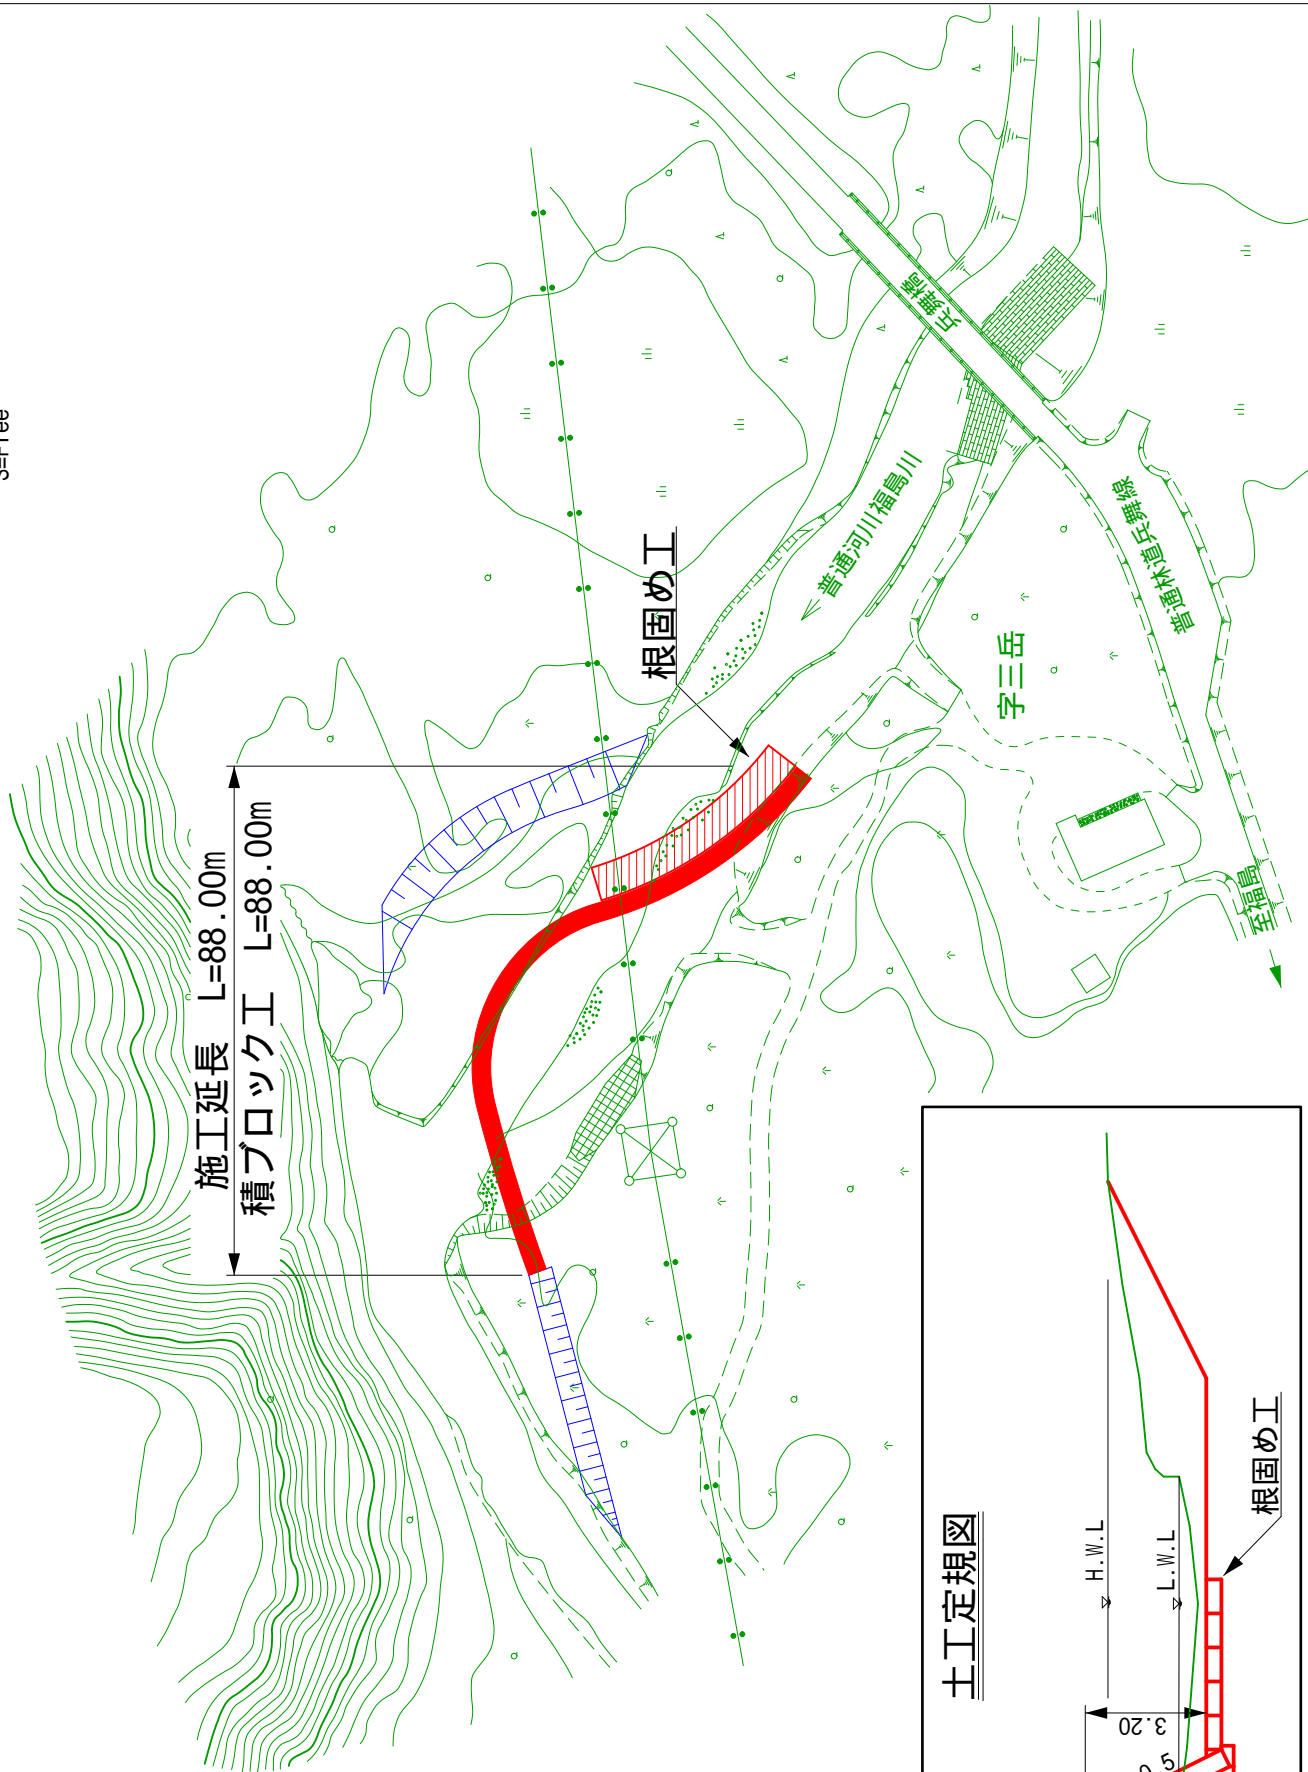 S=Free
施工延長 L=88.00m
積ブロック工 L=88.00m
根固め工
兵舞橋
普通河川福島川
普通林道兵舞線
字三岳
至福島
土工定規図
H.W.L
L.W.L
3.20
根固め工